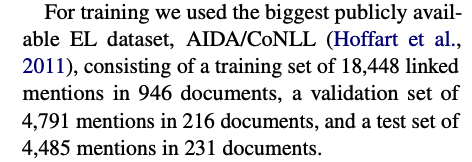 For training we used the biggest publicly avail-
able EL dataset, AIDA/CoNLL (Hoffart et al.,
2011), consisting of a training set of 18,448 linked
mentions in 946 documents, a validation set of
4,791 mentions in 216 documents, and a test set of
4,485 mentions in 231 documents.